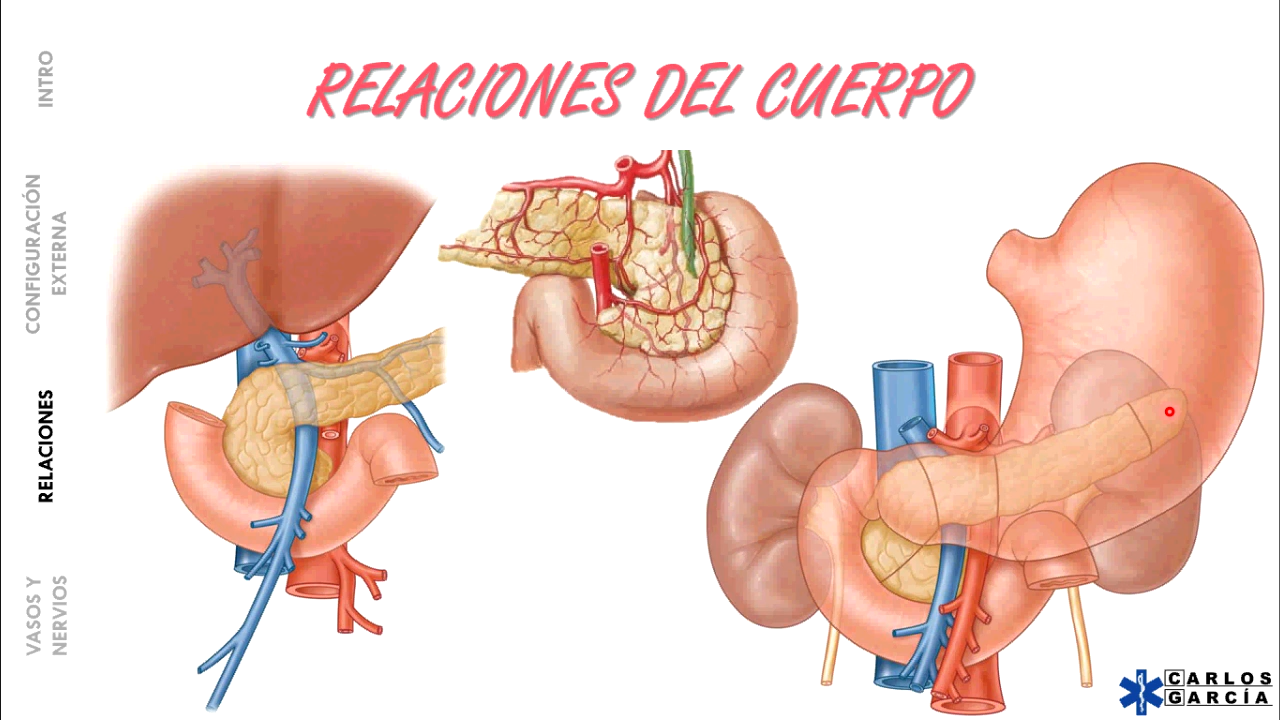 RELACIONES DEL CUERPO
INTRO
CONFIGURACIÓN
EXTERNA
RELACIONES
VASOS Y
NERVIOS
CARLOS
GARCÍA